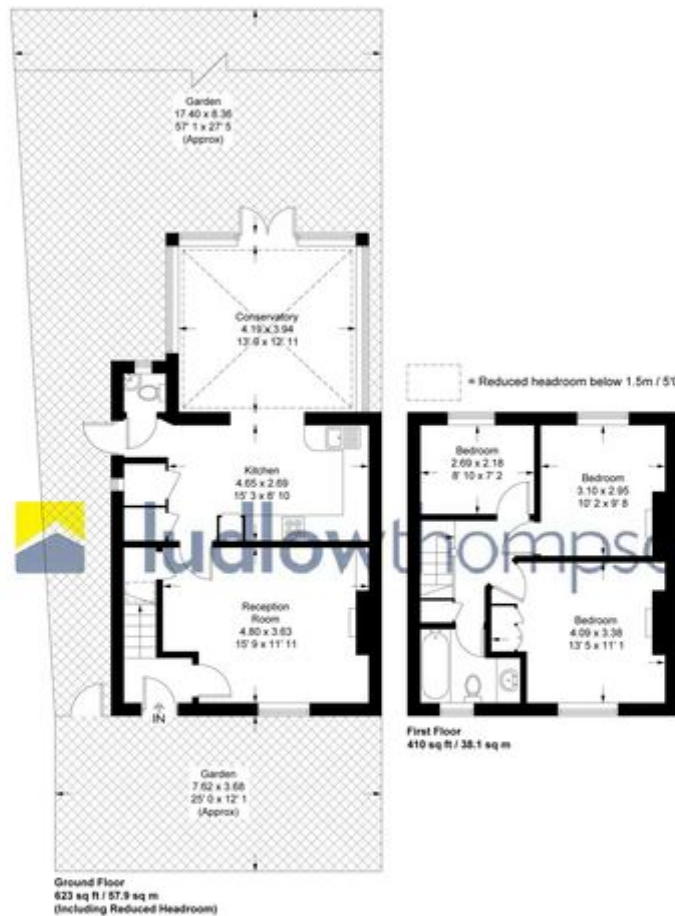 Garden
17.40 x 8.36
57' 1 x 27' 5
(Approx)
Conservatory
4.19 x 3.94
13' 9 x 12' 11
= Reduced headroom below 1.5m / 5'0
Kitchen
4.65 x 2.69
15' 3 x 8' 10
Bedroom
2.69 x 2.18
8' 10 x 7' 2
Bedroom
3.10 x 2.95
10' 2 x 9' 8
ludlowthompso
Reception
Room
4.80 x 3.63
15' 9 x 11' 11
Bedroom
4.09 x 3.38
13' 5 x 11' 1
IN
First Floor
410 sq ft / 38.1 sq m
Garden
7.62 x 3.68
25' 0 x 12' 1
(Approx)
Ground Floor
623 sq ft / 57.9 sq m
(Including Reduced Headroom)